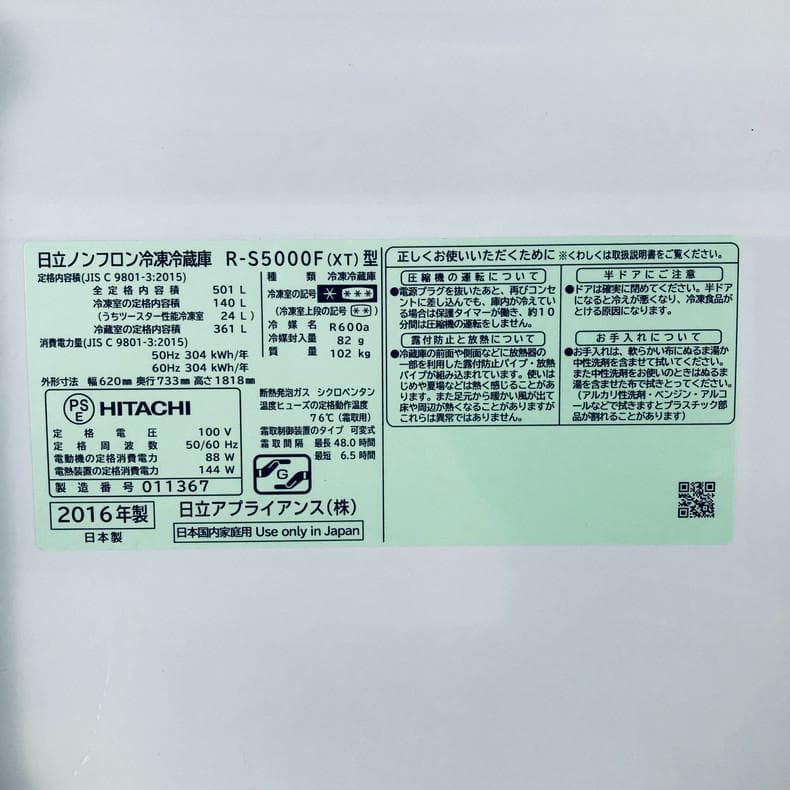 日立ノンフロン冷凍冷蔵庫 R-S5000F(XT)型
定格内容積(JIS C 9801-3:2015)
全定格内容積 501 L
冷凍室の定格内容積 140 L
(うちツースター性能冷凍室 24 L)
冷蔵室の定格内容積 361 L
消費電力量(JIS C 9801-3:2015)
50Hz 304 kWh/年
60Hz 304 kWh/年
外形寸法 幅620㎜ 奥行733㎜ 高さ1818㎜
種類 冷凍冷蔵庫
冷凍室の記号 * ***
(冷凍室上段の記号 **)
冷媒 R600a
冷媒封入量 82 g
質量 102 kg
PSE HITACHI
定格電圧 100 V
定格周波数 50/60 Hz
電動機の定格消費電力 88 W
電熱装置の定格消費電力 144 W
製造番号 011367
断熱発泡ガス シクロペンタン
温度ヒューズの定格動作温度
76℃(霜取用)
霜取制御装置のタイプ 可変式
霜取間隔 最長 48.0 時間
最短 6.5 時間
G
2016年製
日本製
日立アプライアンス(株)
日本国内家庭用 Use only in Japan
正しくお使いいただくために ※くわしくは取扱説明書をご覧ください。
圧縮機の運転について
●電源プラグを抜いたあと、再びコンセ
ントに差し込んでも、庫内が冷えてい
る場合は保護タイマーが働き、約10
分間は圧縮機の運転をしません。
露付防止と放熱について
●冷蔵庫の前面や側面などに放熱器の
一部を利用した露付防止パイプ・放熱
パイプが組み込まれています。使いは
じめや夏場などは熱く感じることがあ
ります。また足元から暖かい風が出て
床や周辺が熱くなることがありますが
これらは異常ではありません。
半ドアにご注意
●ドアは確実に閉めてください。半ドア
になると冷えが悪くなり、冷凍食品が
とける原因になります。
お手入れについて
●お手入れは、軟らかい布にぬるま湯か
中性洗剤を含ませて拭いてください。
また中性洗剤をお使いのときはぬるま
湯を含ませた布で拭きとってください。
(アルカリ性洗剤・ベンジン・アルコ
ールなどで拭きますとプラスチック部
品が割れることがあります)